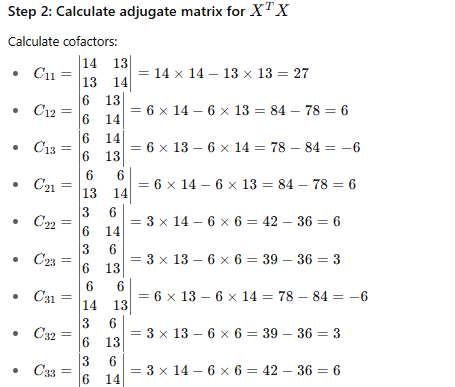 Step 2: Calculate adjugate matrix for $X^T X$
Calculate cofactors:
• $C_{11} = \begin{vmatrix} 14 & 13 \\ 13 & 14 \end{vmatrix} = 14 \times 14 - 13 \times 13 = 27$
• $C_{12} = \begin{vmatrix} 6 & 13 \\ 6 & 14 \end{vmatrix} = 6 \times 14 - 6 \times 13 = 84 - 78 = 6$
• $C_{13} = \begin{vmatrix} 6 & 14 \\ 6 & 13 \end{vmatrix} = 6 \times 13 - 6 \times 14 = 78 - 84 = -6$
• $C_{21} = \begin{vmatrix} 6 & 6 \\ 13 & 14 \end{vmatrix} = 6 \times 14 - 6 \times 13 = 84 - 78 = 6$
• $C_{22} = \begin{vmatrix} 3 & 6 \\ 6 & 14 \end{vmatrix} = 3 \times 14 - 6 \times 6 = 42 - 36 = 6$
• $C_{23} = \begin{vmatrix} 3 & 6 \\ 6 & 13 \end{vmatrix} = 3 \times 13 - 6 \times 6 = 39 - 36 = 3$
• $C_{31} = \begin{vmatrix} 6 & 6 \\ 14 & 13 \end{vmatrix} = 6 \times 13 - 6 \times 14 = 78 - 84 = -6$
• $C_{32} = \begin{vmatrix} 3 & 6 \\ 6 & 13 \end{vmatrix} = 3 \times 13 - 6 \times 6 = 39 - 36 = 3$
• $C_{33} = \begin{vmatrix} 3 & 6 \\ 6 & 14 \end{vmatrix} = 3 \times 14 - 6 \times 6 = 42 - 36 = 6$